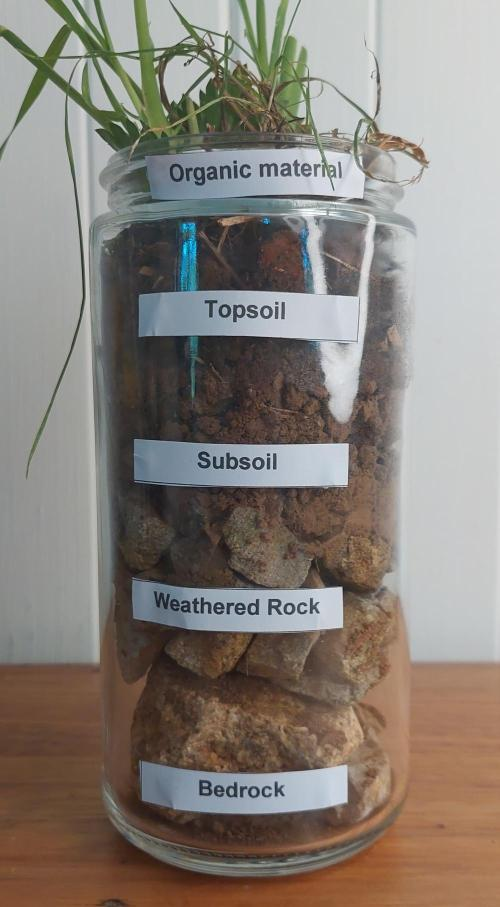 Organic material
Topsoil
Subsoil
Weathered Rock
Bedrock